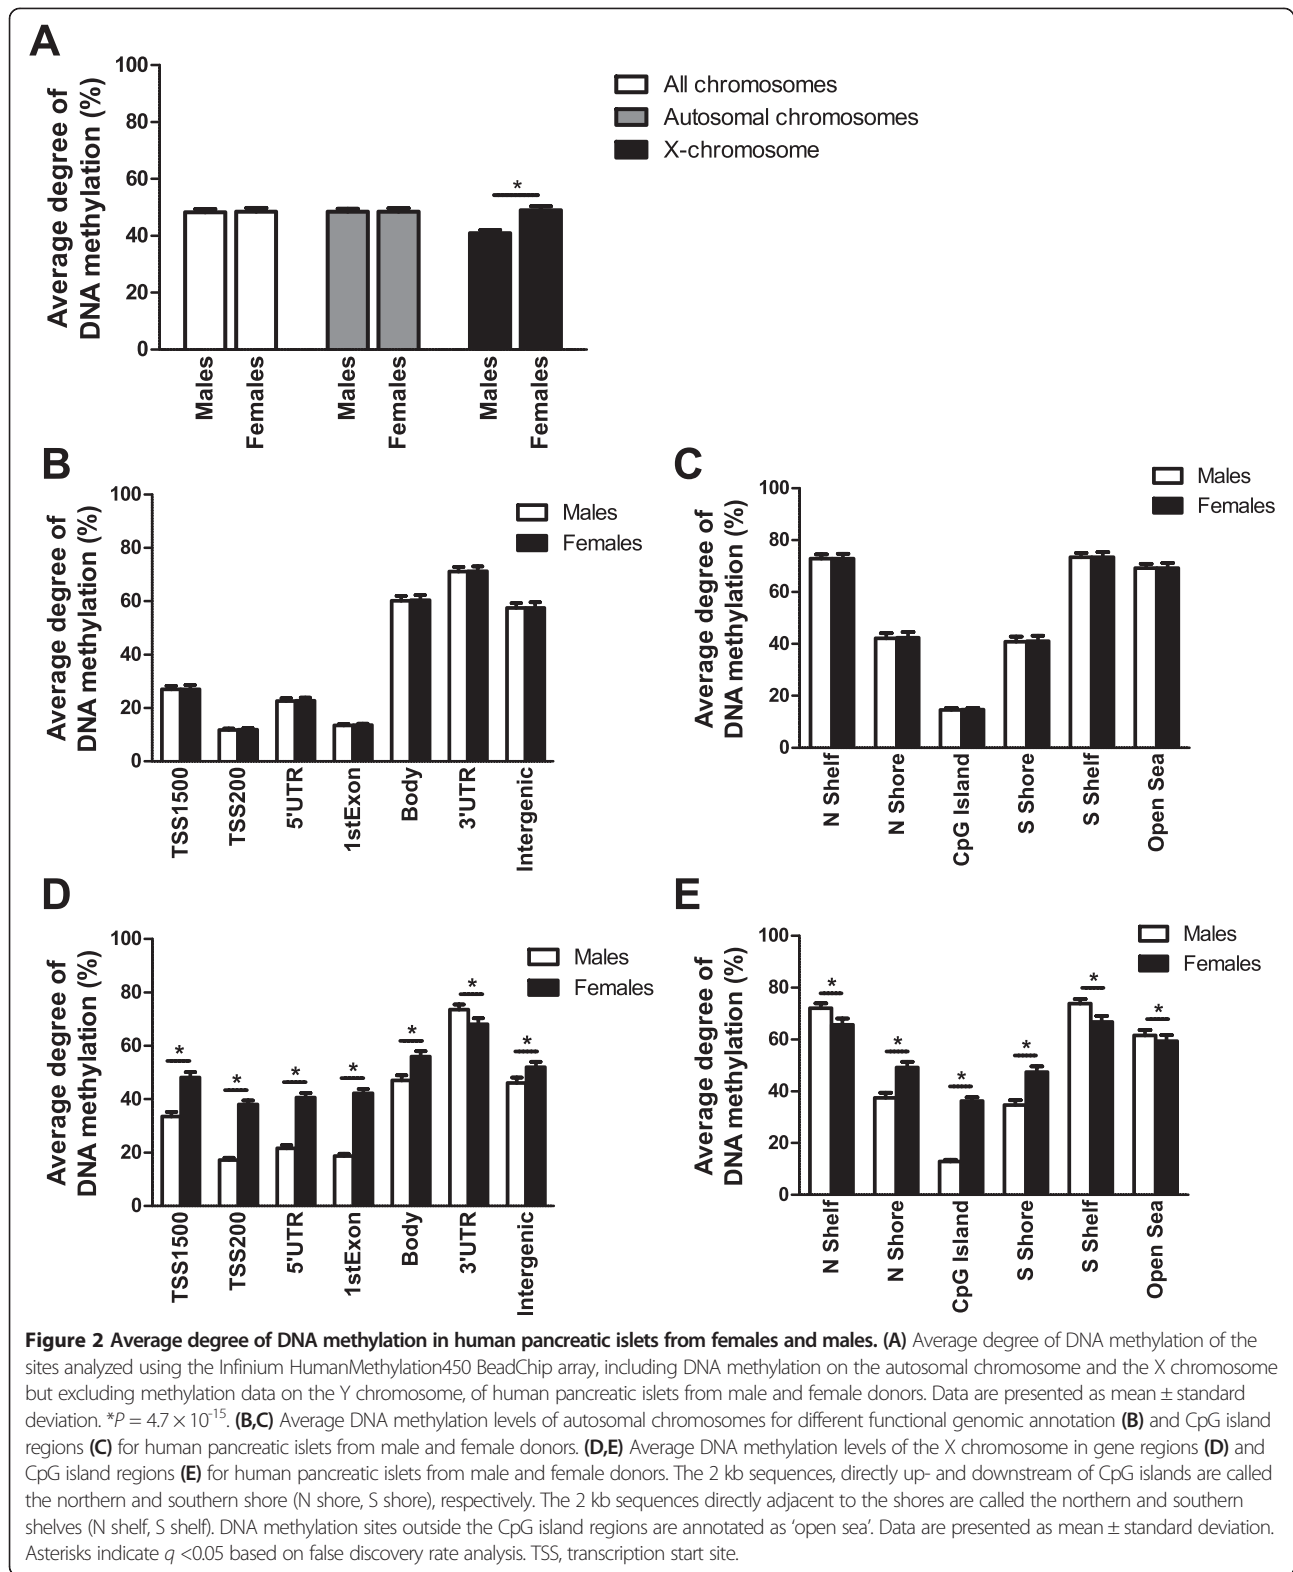 A
Average degree of
DNA methylation (%)
100
80
60
40
20
0
*
All chromosomes
Autosomal chromosomes
X-chromosome
Males
Females
Males
Females
Males
Females
B
Average degree of
DNA methylation (%)
100
80
60
40
20
0
Males
Females
TSS1500
TSS200
5'UTR
1stExon
Body
3'UTR
Intergenic
C
Average degree of
DNA methylation (%)
100
80
60
40
20
0
Males
Females
N Shelf
N Shore
CpG Island
S Shore
S Shelf
Open Sea
D
Average degree of
DNA methylation (%)
100
80
60
40
20
0
Males
Females
* * * * * * *
TSS1500
TSS200
5'UTR
1stExon
Body
3'UTR
Intergenic
E
Average degree of
DNA methylation (%)
100
80
60
40
20
0
Males
Females
* * * * * *
N Shelf
N Shore
CpG Island
S Shore
S Shelf
Open Sea
Figure 2 Average degree of DNA methylation in human pancreatic islets from females and males. (A) Average degree of DNA methylation of the
sites analyzed using the Infinium HumanMethylation450 BeadChip array, including DNA methylation on the autosomal chromosome and the X chromosome
but excluding methylation data on the Y chromosome, of human pancreatic islets from male and female donors. Data are presented as mean ± standard
deviation. *P = 4.7 × 10⁻¹⁵. (B,C) Average DNA methylation levels of autosomal chromosomes for different functional genomic annotation (B) and CpG island
regions (C) for human pancreatic islets from male and female donors. (D,E) Average DNA methylation levels of the X chromosome in gene regions (D) and
CpG island regions (E) for human pancreatic islets from male and female donors. The 2 kb sequences, directly up- and downstream of CpG islands are called
the northern and southern shore (N shore, S shore), respectively. The 2 kb sequences directly adjacent to the shores are called the northern and southern
shelves (N shelf, S shelf). DNA methylation sites outside the CpG island regions are annotated as ‘open sea’. Data are presented as mean ± standard deviation.
Asterisks indicate q <0.05 based on false discovery rate analysis. TSS, transcription start site.